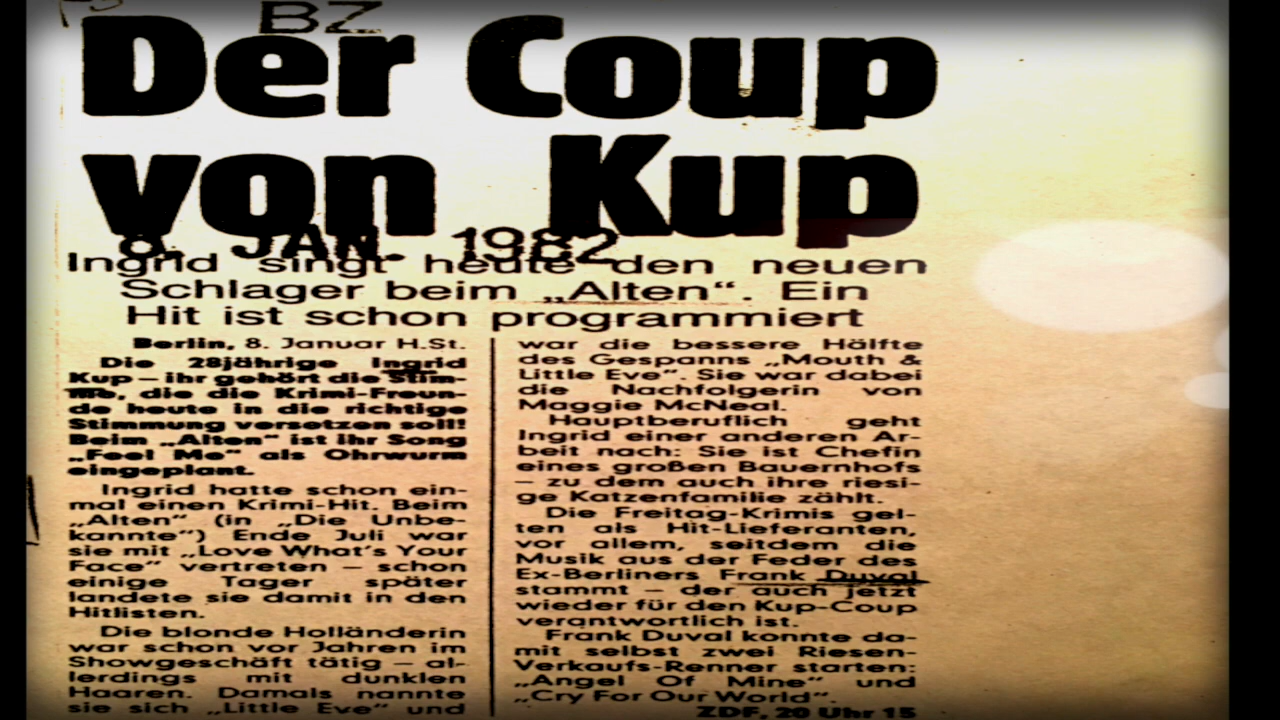 BZ
Der Coup
von Kup
8. JAN. 1982
Ingrid singt heute den neuen
Schlager beim „Alten“. Ein
Hit ist schon programmiert
Berlin, 8. Januar H.St.
Die 28jährige Ingrid
Kup – ihr gehört die Stim-
me, die die Krimi-Freun-
de heute in die richtige
Stimmung versetzen soll!
Beim „Alten“ ist ihr Song
„Feel Me“ als Ohrwurm
eingeplant.
Ingrid hatte schon ein-
mal einen Krimi-Hit. Beim
„Alten“ (in „Die Unbe-
kannte“) Ende Juli war
sie mit „Love What's Your
Face“ vertreten – schon
einige Tager später
landete sie damit in den
Hitlisten.
Die blonde Holländerin
war schon vor Jahren im
Showgeschäft tätig – al-
lerdings mit dunklen
Haaren. Damals nannte
sie sich „Little Eve“ und
war die bessere Hälfte
des Gespanns „Mouth &
Little Eve“. Sie war dabei
die Nachfolgerin von
Maggie McNeal.
Hauptberuflich geht
Ingrid einer anderen Ar-
beit nach: Sie ist Chefin
eines großen Bauernhofs
– zu dem auch ihre riesi-
ge Katzenfamilie zählt.
Die Freitag-Krimis gel-
ten als Hit-Lieferanten,
vor allem, seitdem die
Musik aus der Feder des
Ex-Berliners Frank Duval
stammt – der auch jetzt
wieder für den Kup-Coup
verantwortlich ist.
Frank Duval konnte da-
mit selbst zwei Riesen-
Verkaufs-Renner starten:
„Angel Of Mine“ und
„Cry For Our World“.
ZDF, 20 Uhr 15